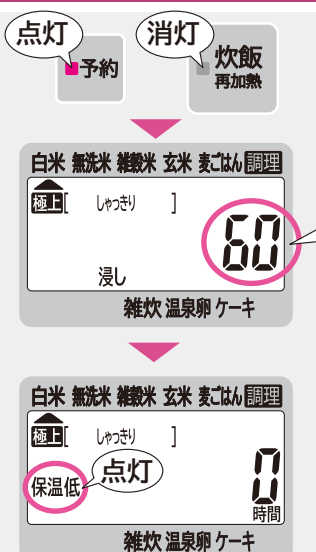 点灯
消灯
予約
炊飯
再加熱
白米 無洗米 雑穀米 玄米 麦ごはん 調理
極上[ しゃっきり ]
60
浸し
雑炊 温泉卵 ケーキ
白米 無洗米 雑穀米 玄米 麦ごはん 調理
極上[ しゃっきり ]
保温低
点灯
0
時間
雑炊 温泉卵 ケーキ